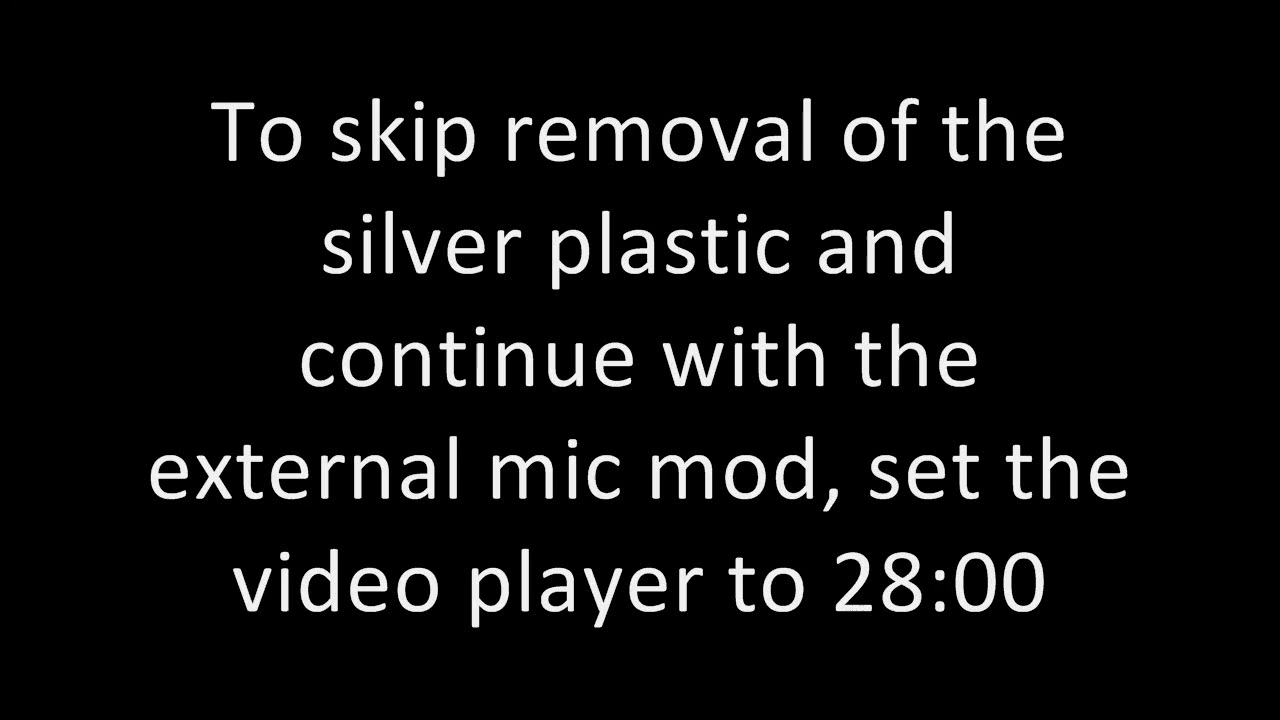 To skip removal of the
silver plastic and
continue with the
external mic mod, set the
video player to 28:00